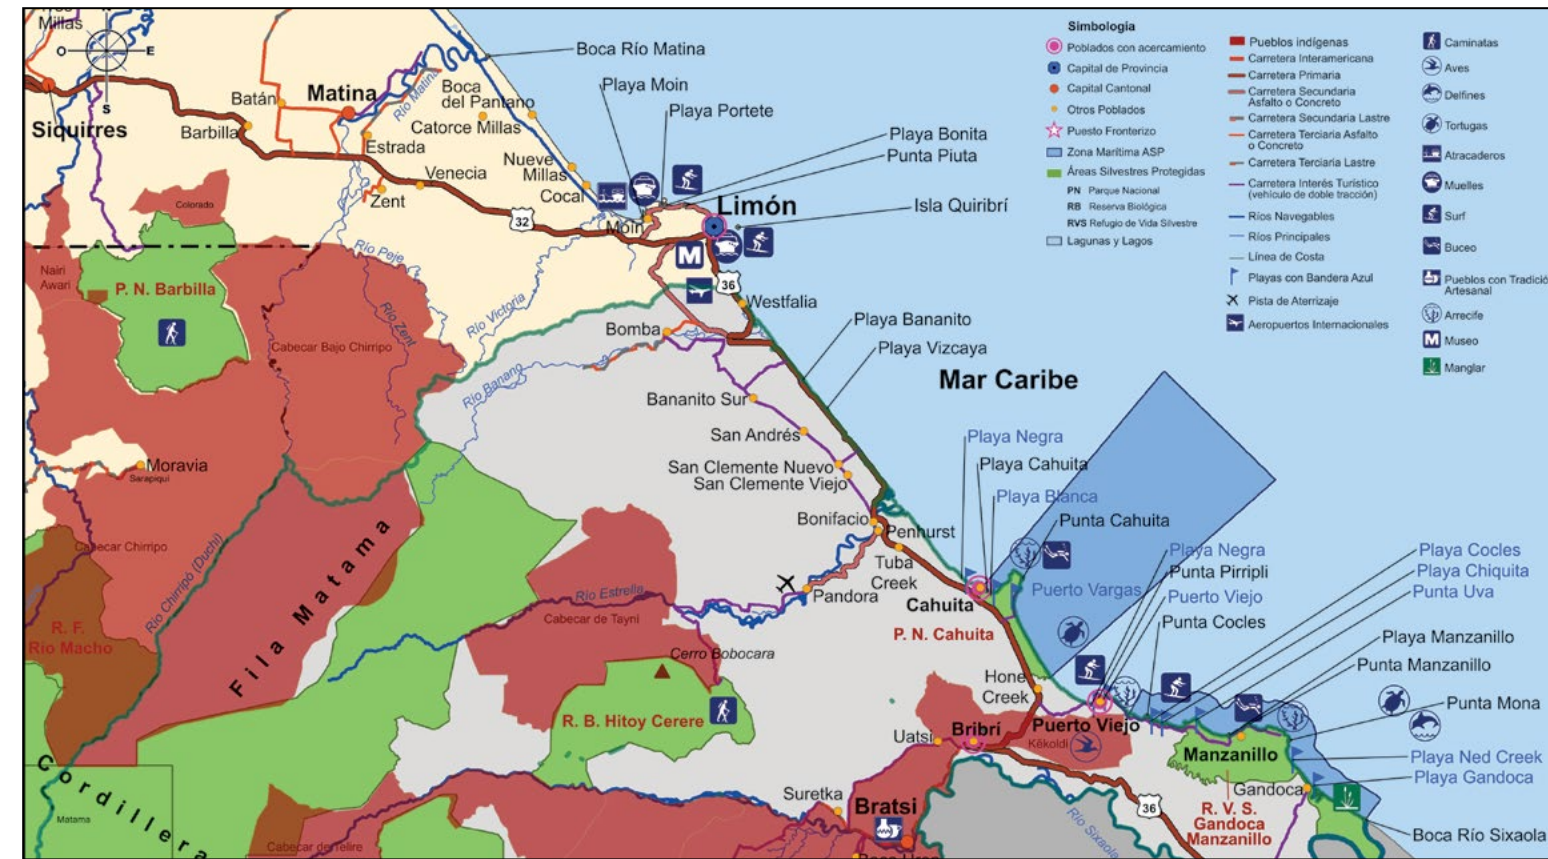 Millas
N
O
E
S
Siquirres
Batán
Matina
Barbilla
Estrada
Río Matina
Boca
del Pantano
Catorce Millas
Boca Río Matina
Playa Moin
Playa Portete
Playa Bonita
Punta Piuta
Isla Quiribrí
Nueve
Millas
Cocal
Venecia
Zent
Colorado
32
Moín
Limón
M
36
Westfalia
Nairi
Awari
P. N. Barbilla
Río Peje
Río Zent
Río Victoria
Cabecar Bajo Chirripo
Bomba
Río Banano
Playa Bananito
Playa Vizcaya
Mar Caribe
Bananito Sur
San Andrés
San Clemente Nuevo
San Clemente Viejo
Moravia
Sarapiquí
Cabecar Chirripo
Río Chirripó (Duchi)
Fila Matama
R. F.
Río Macho
Bonifacio
Penhurst
Tuba
Creek
Pandora
Río Estrella
Cabecar de Tayni
Cerro Bobocara
R. B. Hitoy Cerere
Playa Negra
Playa Cahuita
Playa Blanca
Punta Cahuita
Puerto Vargas
Cahuita
P. N. Cahuita
Playa Negra
Punta Pirripli
Puerto Viejo
Punta Cocles
Playa Cocles
Playa Chiquita
Punta Uva
Playa Manzanillo
Punta Manzanillo
Punta Mona
Playa Ned Creek
Playa Gandoca
Boca Río Sixaola
Hone
Creek
Puerto Viejo
Bribrí
Uatsi
Kékoldi
Manzanillo
Gandoca
R. V. S.
Gandoca
Manzanillo
36
Río Sixaola
Suretka
Bratsi
Cordillera
Matama
Cabecar de Telire
Simbología
Poblados con acercamiento
Capital de Provincia
Capital Cantonal
Otros Poblados
Puesto Fronterizo
Zona Marítima ASP
Áreas Silvestres Protegidas
PN Parque Nacional
RB Reserva Biológica
RVS Refugio de Vida Silvestre
Lagunas y Lagos
Pueblos indígenas
Carretera Interamericana
Carretera Primaria
Carretera Secundaria
Asfalto o Concreto
Carretera Secundaria Lastre
Carretera Terciaria Asfalto
o Concreto
Carretera Terciaria Lastre
Carretera Interés Turístico
(vehículo de doble tracción)
Ríos Navegables
Ríos Principales
Línea de Costa
Playas con Bandera Azul
Pista de Aterrizaje
Aeropuertos Internacionales
Caminatas
Aves
Delfines
Tortugas
Atracaderos
Muelles
Surf
Buceo
Pueblos con Tradició
Artesanal
Arrecife
M Museo
Manglar